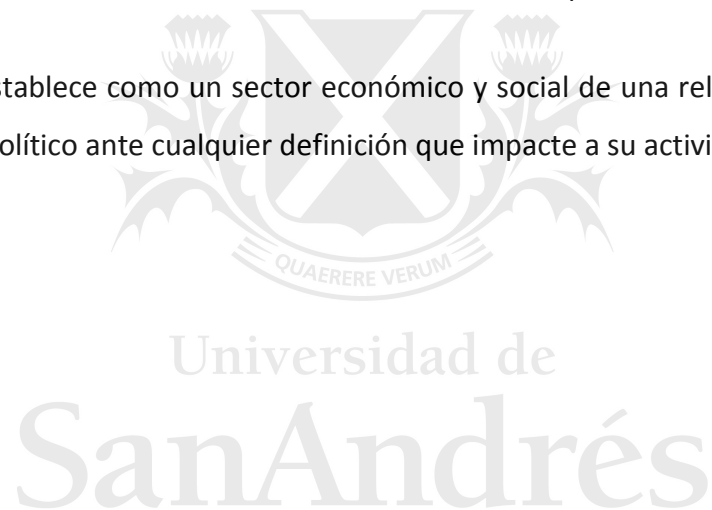 stablece como un sector económico y social de una rel
olítico ante cualquier definición que impacte a su activi
QUAERERE VERUM
Universidad de
SanAndrés